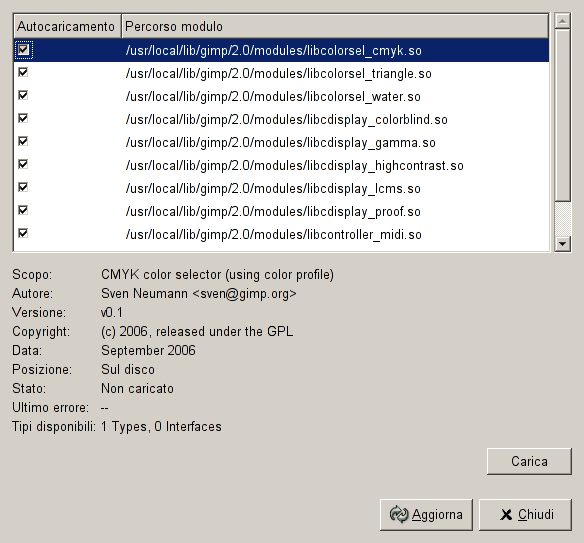 Autocaricamento Percorso modulo
/usr/local/lib/gimp/2.0/modules/libcolorsel_cmyk.so
/usr/local/lib/gimp/2.0/modules/libcolorsel_triangle.so
/usr/local/lib/gimp/2.0/modules/libcolorsel_water.so
/usr/local/lib/gimp/2.0/modules/libcdisplay_colorblind.so
/usr/local/lib/gimp/2.0/modules/libcdisplay_gamma.so
/usr/local/lib/gimp/2.0/modules/libcdisplay_highcontrast.so
/usr/local/lib/gimp/2.0/modules/libcdisplay_lcms.so
/usr/local/lib/gimp/2.0/modules/libcdisplay_proof.so
/usr/local/lib/gimp/2.0/modules/libcontroller_midi.so
Scopo: CMYK color selector (using color profile)
Autore: Sven Neumann <sven@gimp.org>
Versione: v0.1
Copyright: (c) 2006, released under the GPL
Data: September 2006
Posizione: Sul disco
Stato: Non caricato
Ultimo errore: --
Tipi disponibili: 1 Types, 0 Interfaces
Carica
Aggiorna Chiudi